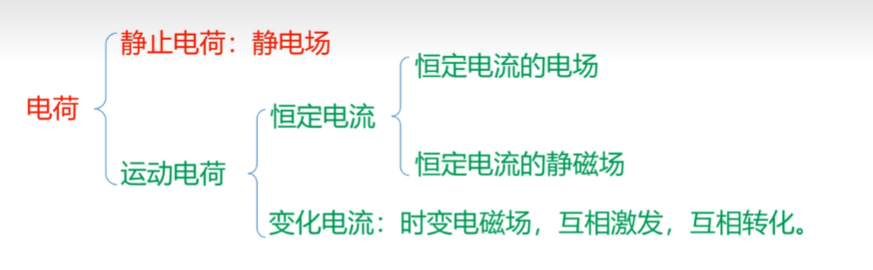 静止电荷：静电场
恒定电流的电场
电荷
恒定电流
恒定电流的静磁场
运动电荷
变化电流：时变电磁场，互相激发，互相转化。